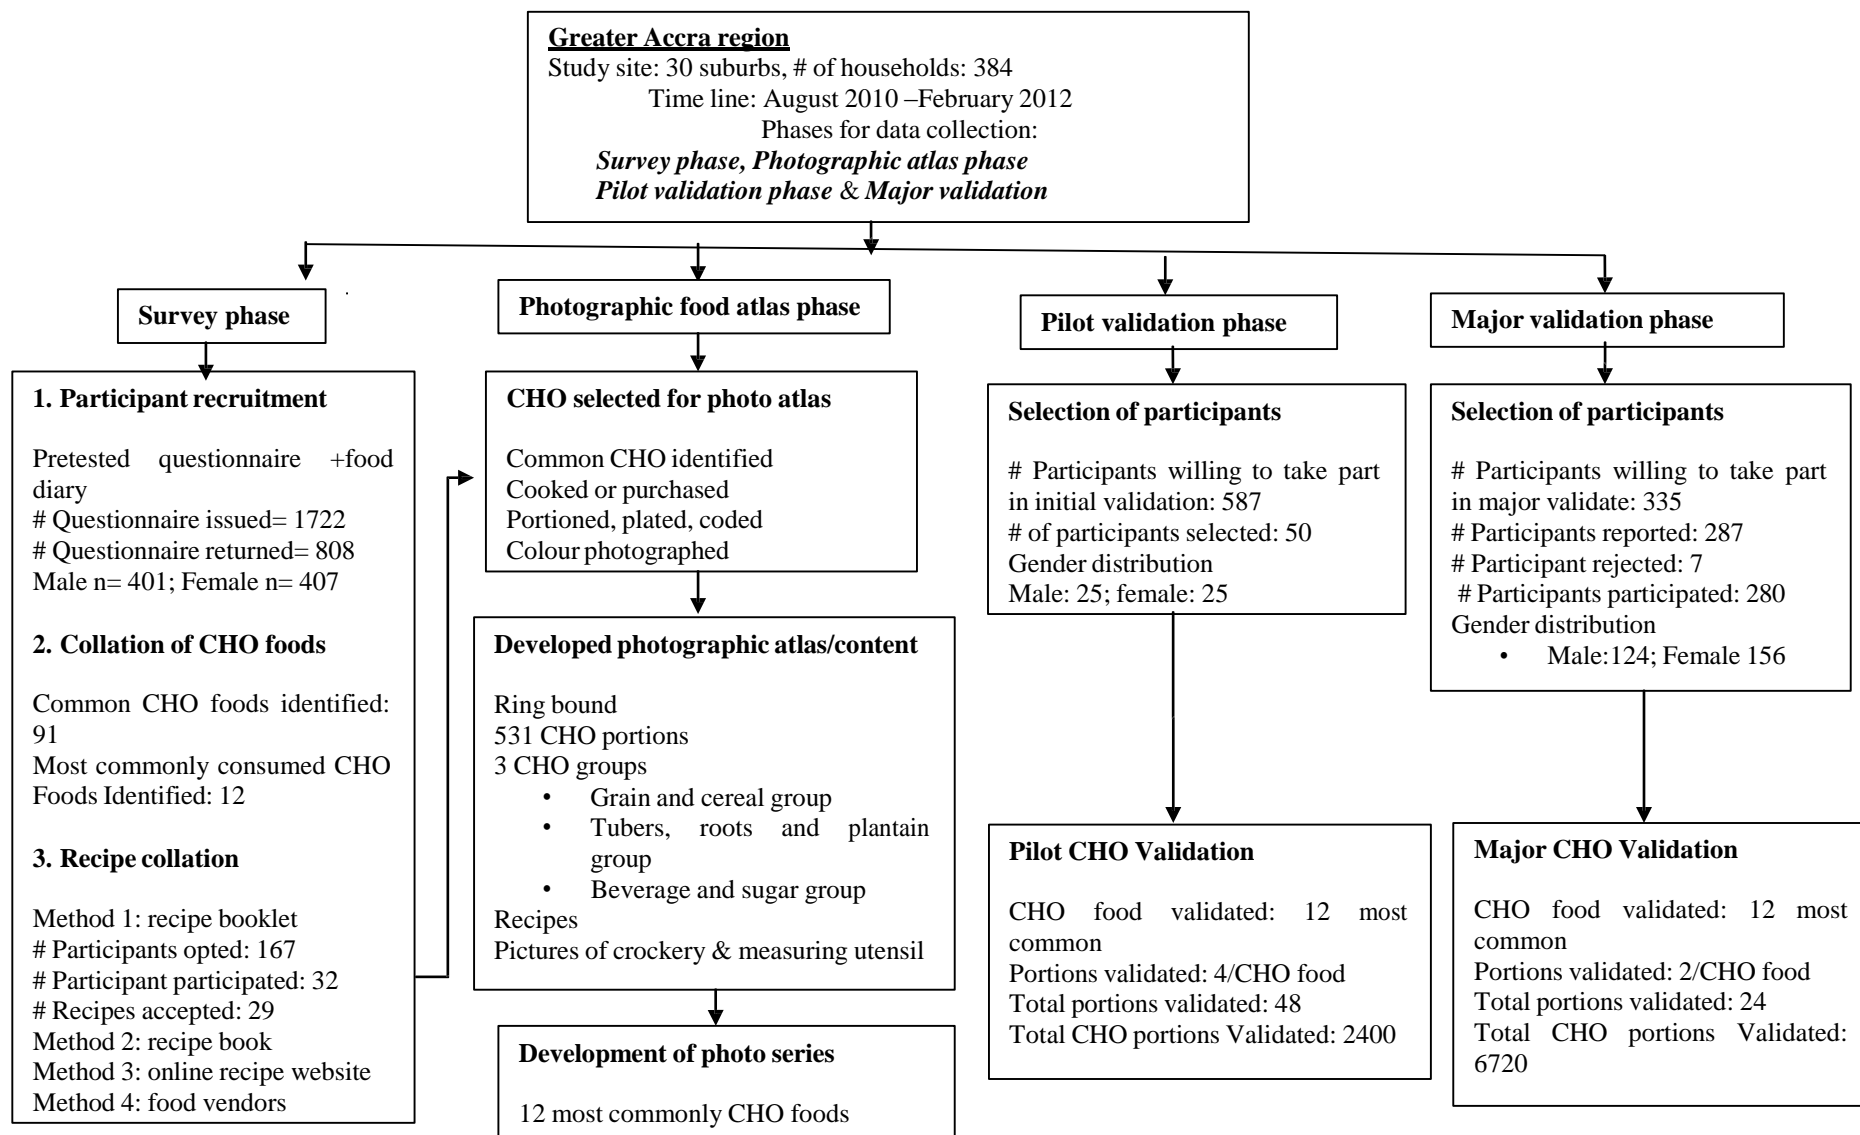 Greater Accra region
Study site: 30 suburbs, # of households: 384
Time line: August 2010 –February 2012
Phases for data collection:
Survey phase, Photographic atlas phase
Pilot validation phase & Major validation
Survey phase
1. Participant recruitment
Pretested questionnaire +food
diary
# Questionnaire issued= 1722
# Questionnaire returned= 808
Male n= 401; Female n= 407
2. Collation of CHO foods
Common CHO foods identified:
91
Most commonly consumed CHO
Foods Identified: 12
3. Recipe collation
Method 1: recipe booklet
# Participants opted: 167
# Participant participated: 32
# Recipes accepted: 29
Method 2: recipe book
Method 3: online recipe website
Method 4: food vendors
Photographic food atlas phase
CHO selected for photo atlas
Common CHO identified
Cooked or purchased
Portioned, plated, coded
Colour photographed
Developed photographic atlas/content
Ring bound
531 CHO portions
3 CHO groups
• Grain and cereal group
• Tubers, roots and plantain
group
• Beverage and sugar group
Recipes
Pictures of crockery & measuring utensil
Development of photo series
12 most commonly CHO foods
Pilot validation phase
Selection of participants
# Participants willing to take part
in initial validation: 587
# of participants selected: 50
Gender distribution
Male: 25; female: 25
Pilot CHO Validation
CHO food validated: 12 most
common
Portions validated: 4/CHO food
Total portions validated: 48
Total CHO portions Validated: 2400
Major validation phase
Selection of participants
# Participants willing to take part
in major validate: 335
# Participants reported: 287
# Participant rejected: 7
# Participants participated: 280
Gender distribution
• Male:124; Female 156
Major CHO Validation
CHO food validated: 12 most
common
Portions validated: 2/CHO food
Total portions validated: 24
Total CHO portions Validated:
6720